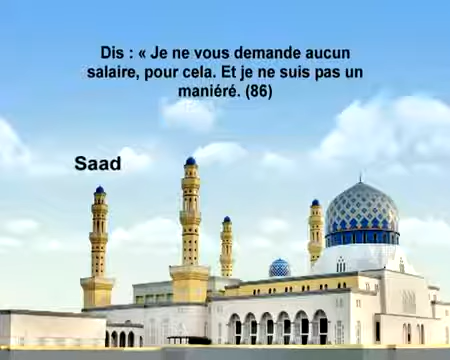 Dis : « Je ne vous demande aucun
salaire, pour cela. Et je ne suis pas un
maniéré. (86)
Saad